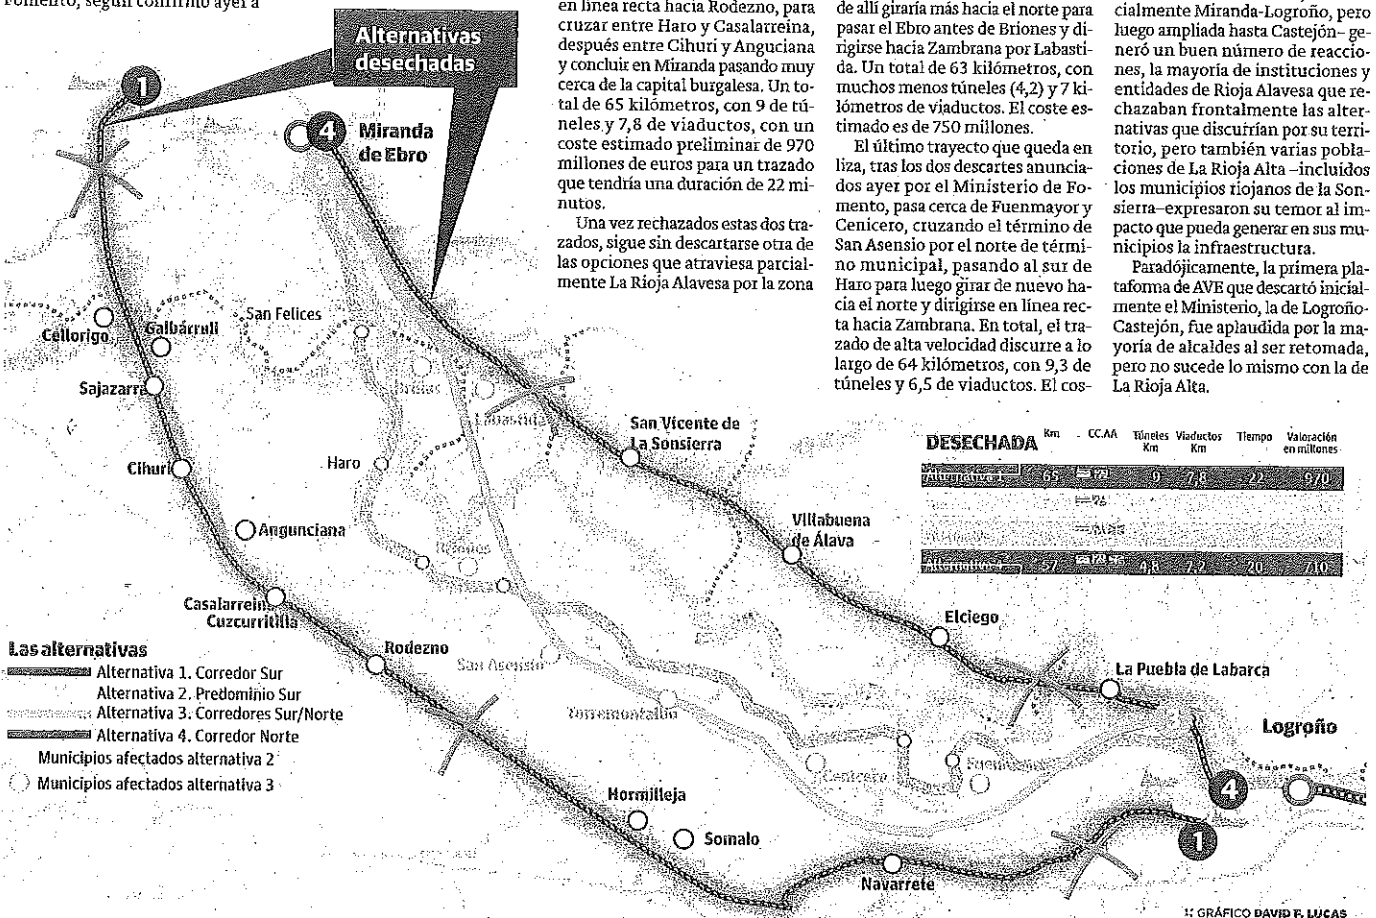 Fomento, según confirmó ayer a
en línea recta hacia Rodezno, para
cruzar entre Haro y Casalarreina,
después entre Cihuri y Anguciana
y concluir en Miranda pasando muy
cerca de la capital burgalesa. Un to-
tal de 65 kilómetros, con 9 de tú-
neles y 7,8 de viaductos, con un
coste estimado preliminar de 970
millones de euros para un trazado
que tendría una duración de 22 mi-
nutos.
Una vez rechazados estas dos tra-
zados, sigue sin descartarse otra de
las opciones que atraviesa parcial-
mente La Rioja Alavesa por la zona
de allí giraría más hacia el norte para
pasar el Ebro antes de Briones y di-
rigirse hacia Zambrana por Labasti-
da. Un total de 63 kilómetros, con
muchos menos túneles (4,2) y 7 ki-
lómetros de viaductos. El coste es-
timado es de 750 millones.
El último trayecto que queda en
liza, tras los dos descartes anuncia-
dos ayer por el Ministerio de Fo-
mento, pasa cerca de Fuenmayor y
Cenicero, cruzando el término de
San Asensio por el norte de térmi-
no municipal, pasando al sur de
Haro para luego girar de nuevo ha-
cia el norte y dirigirse en línea rec-
ta hacia Zambrana. En total, el tra-
zado de alta velocidad discurre a lo
largo de 64 kilómetros, con 9,3 de
túneles y 6,5 de viaductos. El cos-
cialmente Miranda-Logroño, pero
luego ampliada hasta Castejón– ge-
neró un buen número de reaccio-
nes, la mayoría de instituciones y
entidades de Rioja Alavesa que re-
chazaban frontalmente las alter-
nativas que discurrían por su terri-
torio, pero también varias pobla-
ciones de La Rioja Alta –incluidos
los municipios riojanos de la Son-
sierra– expresaron su temor al im-
pacto que pueda generar en sus mu-
nicipios la infraestructura.
Paradójicamente, la primera pla-
taforma de AVE que descartó inicial-
mente el Ministerio, la de Logroño-
Castejón, fue aplaudida por la ma-
yoría de alcaldes al ser retomada,
pero no sucede lo mismo con la de
La Rioja Alta.
Alternativas
desechadas
1
4
Miranda
de Ebro
Cellorigo
Galbárruli
San Felices
Sajazarra
Briñas
Labastida
San Vicente de
La Sonsierra
Cihuri
Haro
Angunciana
Briones
Villabuena
de Álava
Casalarreina
Cuzcurritilla
Elciego
Rodezno
San Asensio
La Puebla de Labarca
Torremontalbo
Logroño
Cenicero
Fuenmayor
4
Hormilleja
Somalo
1
Navarrete
DESECHADA Km CC.AA Túneles Km Viaductos Km Tiempo Valoración en millones
Alternativa 1 65 9 7,8 22 970
Alternativa 4 57 4,8 7,2 20 710
Las alternativas
Alternativa 1. Corredor Sur
Alternativa 2. Predominio Sur
Alternativa 3. Corredores Sur/Norte
Alternativa 4. Corredor Norte
Municipios afectados alternativa 2
Municipios afectados alternativa 3
:: GRÁFICO DAVID F. LUCAS